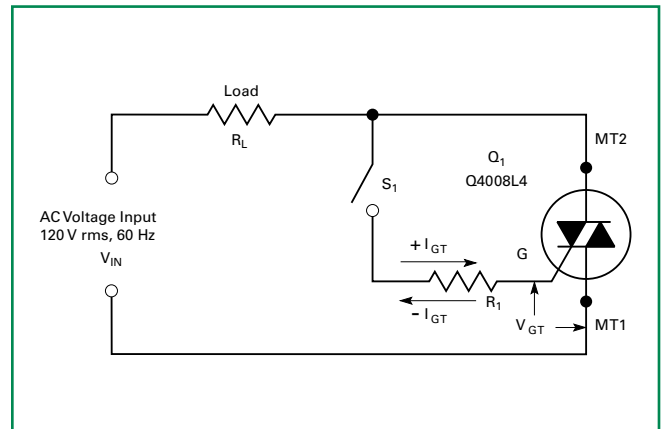 Load
R_L
MT2
Q_1
Q4008L4
S_1
AC Voltage Input
120 V rms, 60 Hz
V_IN
+ I_GT
G
R_1
– I_GT
V_GT
MT1